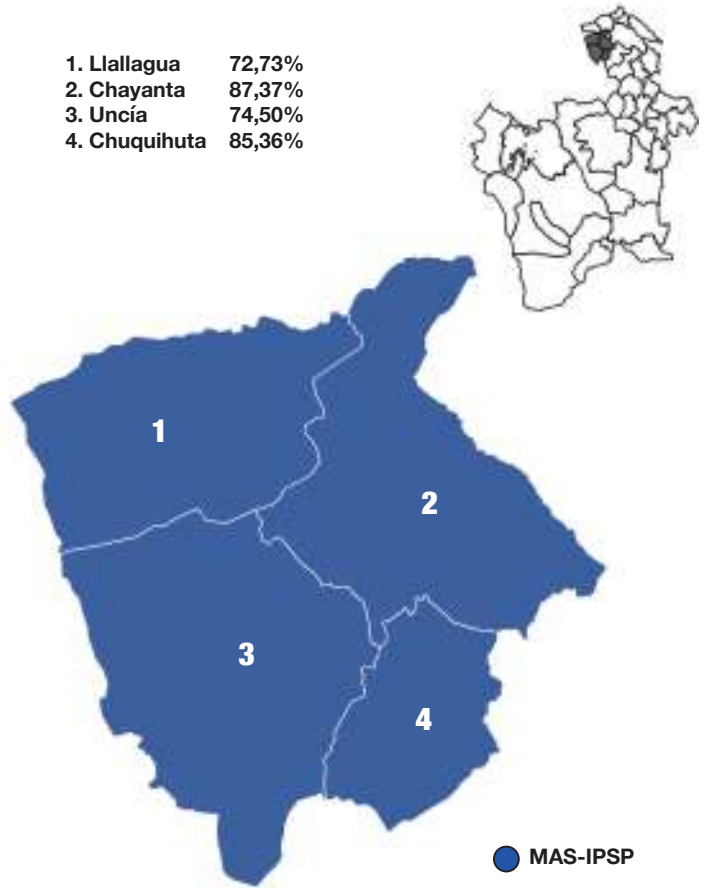 1. Llallagua 72,73%
2. Chayanta 87,37%
3. Uncía 74,50%
4. Chuquihuta 85,36%
1
2
3
4
MAS-IPSP